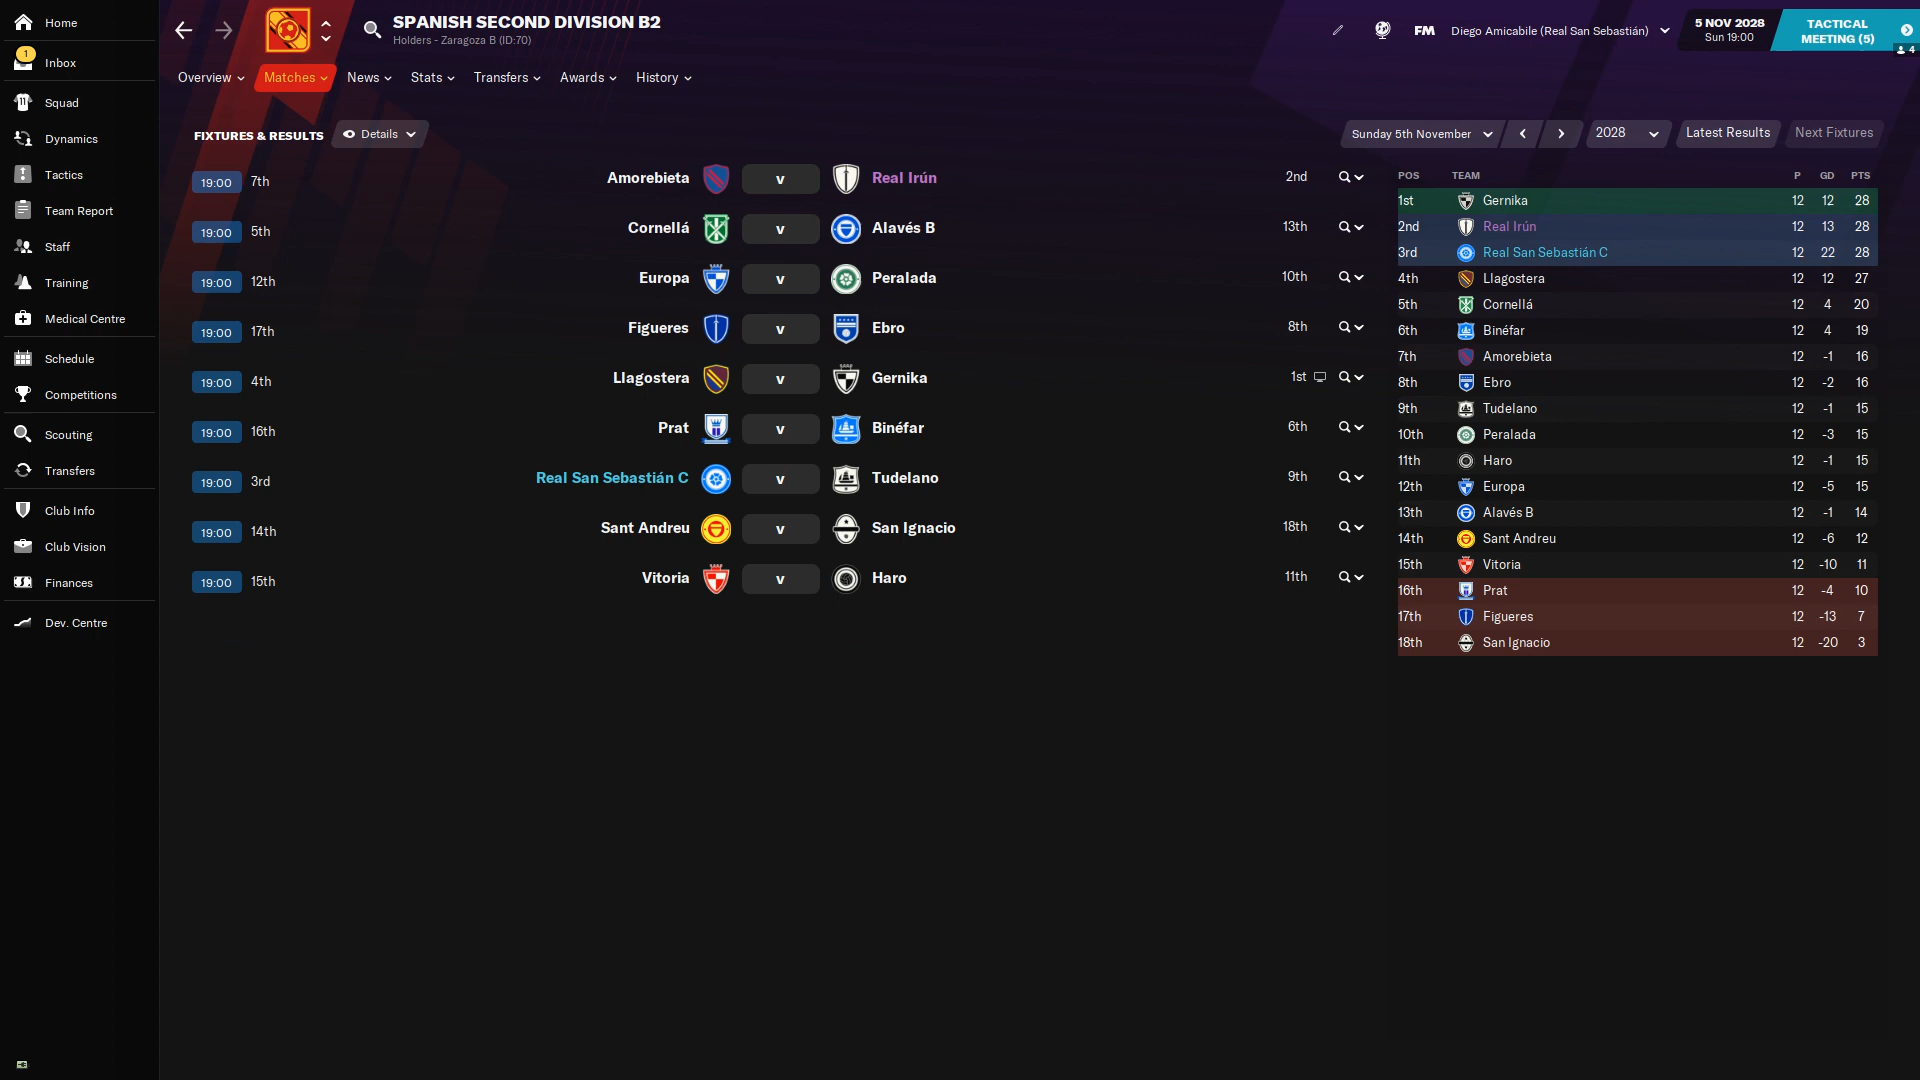 Home
1
Inbox
Squad
Dynamics
Tactics
Team Report
Staff
Training
Medical Centre
Schedule
Competitions
Scouting
Transfers
Club Info
Club Vision
Finances
Dev. Centre
SPANISH SECOND DIVISION B2
Holders - Zaragoza B (ID:70)
FM Diego Amicabile (Real San Sebastián)
5 NOV 2028
Sun 19:00
TACTICAL
MEETING (5)
4
Overview Matches News Stats Transfers Awards History
FIXTURES & RESULTS Details
Sunday 5th November 2028 Latest Results Next Fixtures
19:00 7th Amorebieta v Real Irún 2nd
19:00 5th Cornellá v Alavés B 13th
19:00 12th Europa v Peralada 10th
19:00 17th Figueres v Ebro 8th
19:00 4th Llagostera v Gernika 1st
19:00 16th Prat v Binéfar 6th
19:00 3rd Real San Sebastián C v Tudelano 9th
19:00 14th Sant Andreu v San Ignacio 18th
19:00 15th Vitoria v Haro 11th
POS TEAM P GD PTS
1st Gernika 12 12 28
2nd Real Irún 12 13 28
3rd Real San Sebastián C 12 22 28
4th Llagostera 12 12 27
5th Cornellá 12 4 20
6th Binéfar 12 4 19
7th Amorebieta 12 -1 16
8th Ebro 12 -2 16
9th Tudelano 12 -1 15
10th Peralada 12 -3 15
11th Haro 12 -1 15
12th Europa 12 -5 15
13th Alavés B 12 -1 14
14th Sant Andreu 12 -6 12
15th Vitoria 12 -10 11
16th Prat 12 -4 10
17th Figueres 12 -13 7
18th San Ignacio 12 -20 3